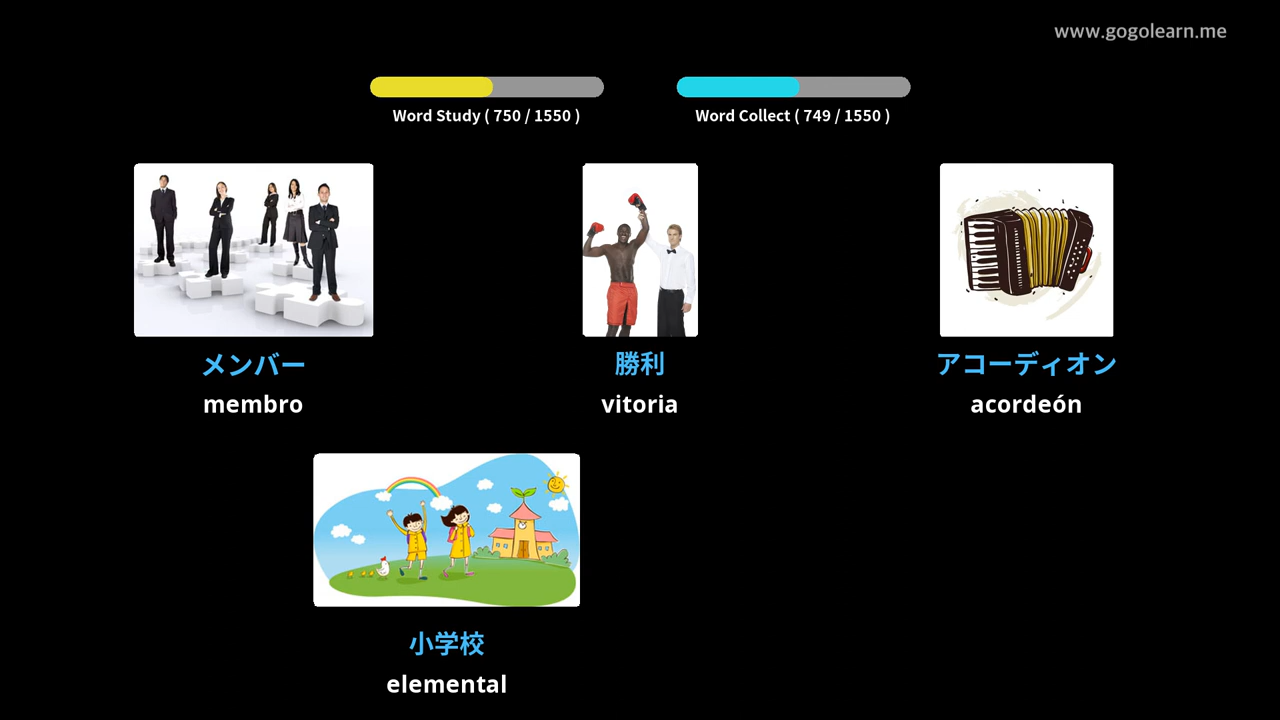 www.gogolearn.me
Word Study ( 750 / 1550 )
Word Collect ( 749 / 1550 )
メンバー
membro
勝利
vitoria
アコーディオン
acordeón
小学校
elemental